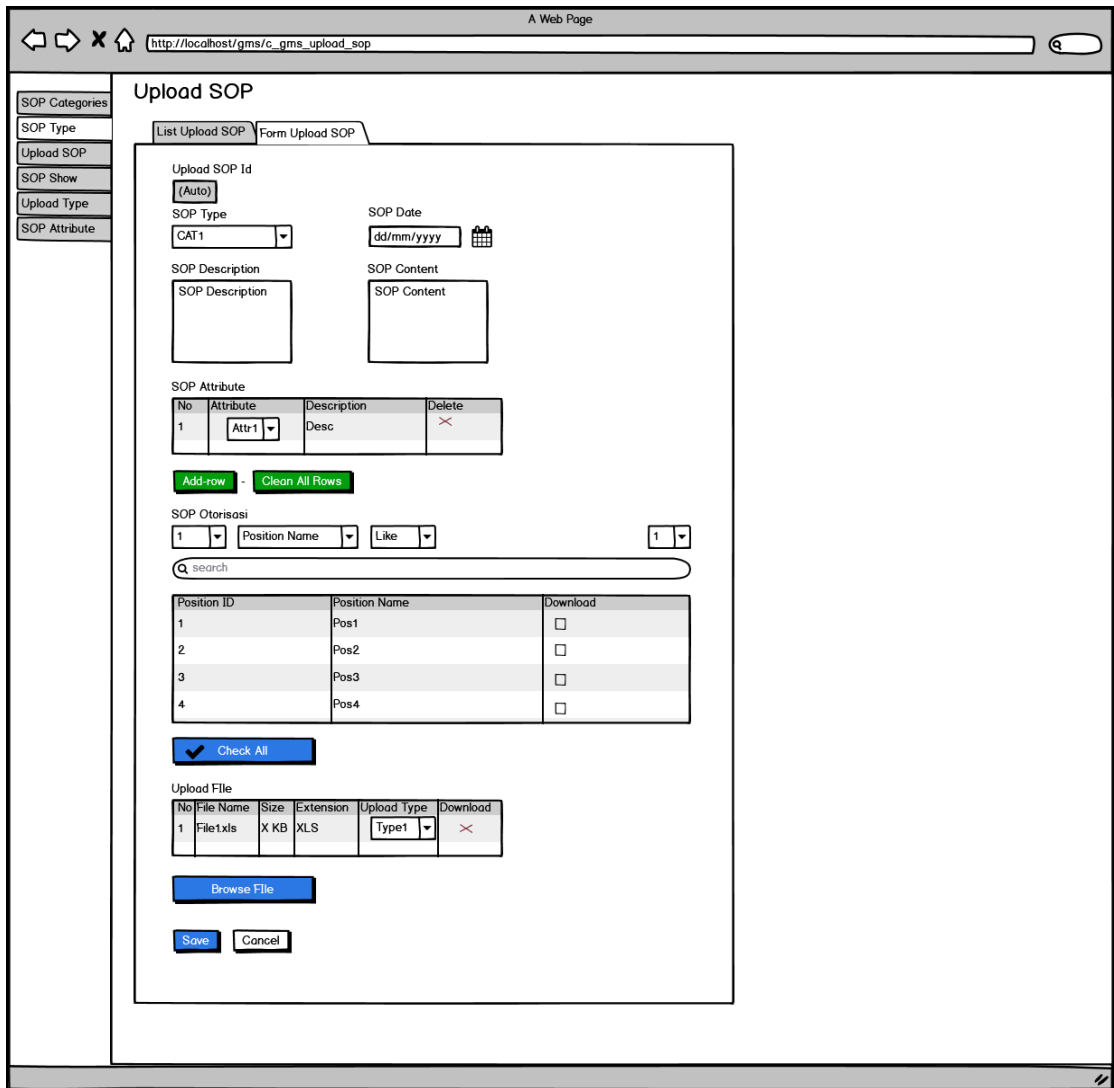 A Web Page
http://localhost/gms/c_gms_upload_sop
SOP Categories
SOP Type
Upload SOP
SOP Show
Upload Type
SOP Attribute
Upload SOP
List Upload SOP Form Upload SOP
Upload SOP Id
(Auto)
SOP Type SOP Date
CAT1 dd/mm/yyyy
SOP Description SOP Content
SOP Description SOP Content
SOP Attribute
No Attribute Description Delete
1 Attr1 Desc
Add-row - Clean All Rows
SOP Otorisasi
1 Position Name Like 1
search
Position ID Position Name Download
1 Pos1
2 Pos2
3 Pos3
4 Pos4
Check All
Upload FIle
No File Name Size Extension Upload Type Download
1 File1.xls X KB XLS Type1
Browse FIle
Save Cancel